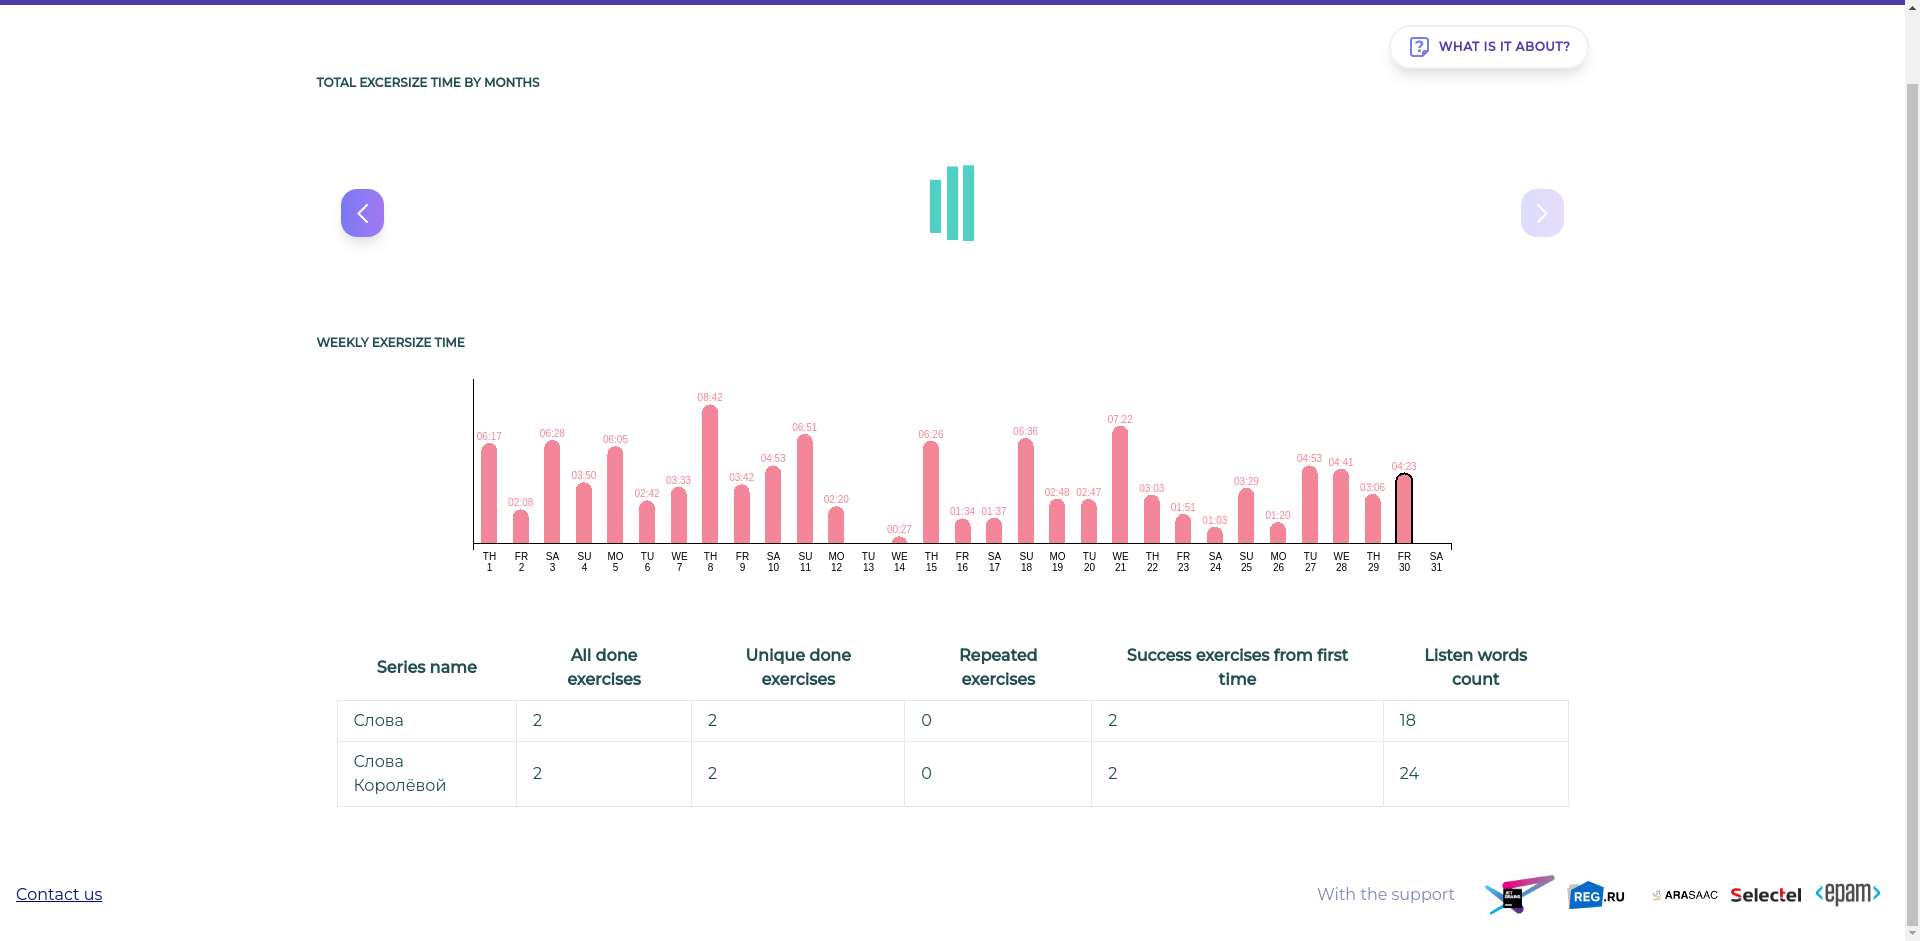 WHAT IS IT ABOUT?
TOTAL EXCERSIZE TIME BY MONTHS
WEEKLY EXERSIZE TIME
06:17 02:08 06:28 03:50 06:05 02:42 03:33 08:42 03:42 04:53 06:51 02:20 00:27 06:26 01:34 01:37 06:36 02:48 02:47 07:22 03:03 01:51 01:03 03:29 01:20 04:53 04:41 03:06 04:23
TH FR SA SU MO TU WE TH FR SA SU MO TU WE TH FR SA SU MO TU WE TH FR SA SU MO TU WE TH FR SA
1 2 3 4 5 6 7 8 9 10 11 12 13 14 15 16 17 18 19 20 21 22 23 24 25 26 27 28 29 30 31
Series name All done exercises Unique done exercises Repeated exercises Success exercises from first time Listen words count
Слова 2 2 0 2 18
Слова Королёвой 2 2 0 2 24
Contact us
With the support
JET BRAINS
REG.RU
ARASAAC
Selectel
<epam>